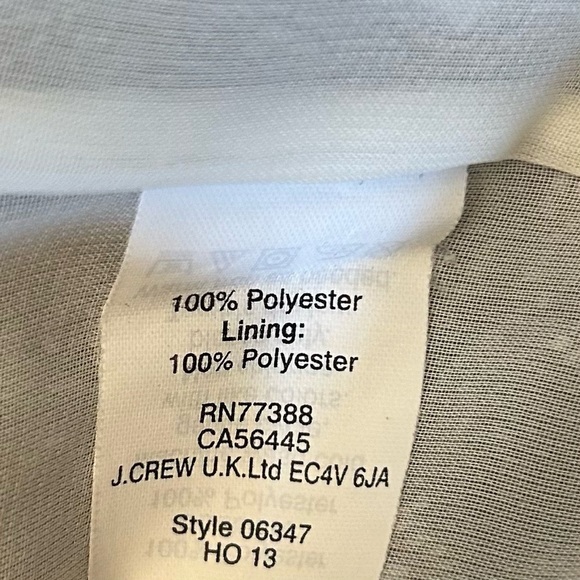 100% Polyester
Lining:
100% Polyester
RN77388
CA56445
J.CREW U.K.Ltd EC4V 6JA
Style 06347
HO 13